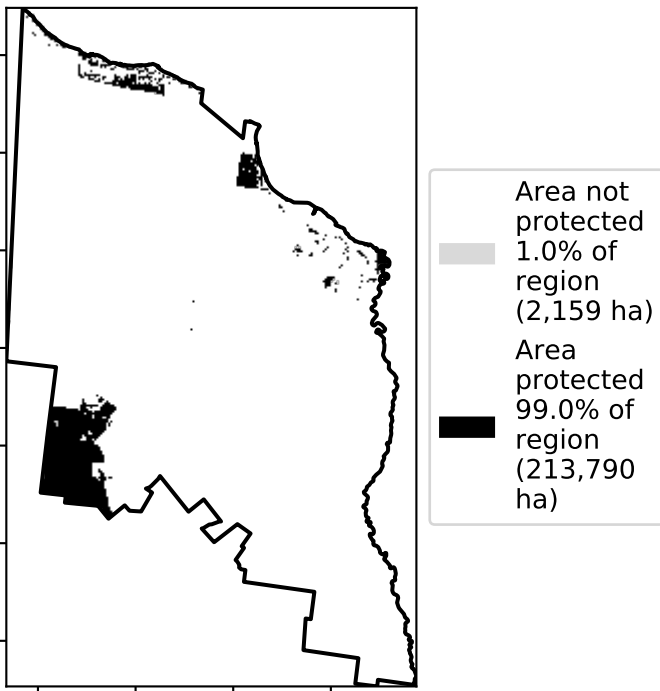 Area not
protected
1.0% of
region
(2,159 ha)
Area
protected
99.0% of
region
(213,790
ha)